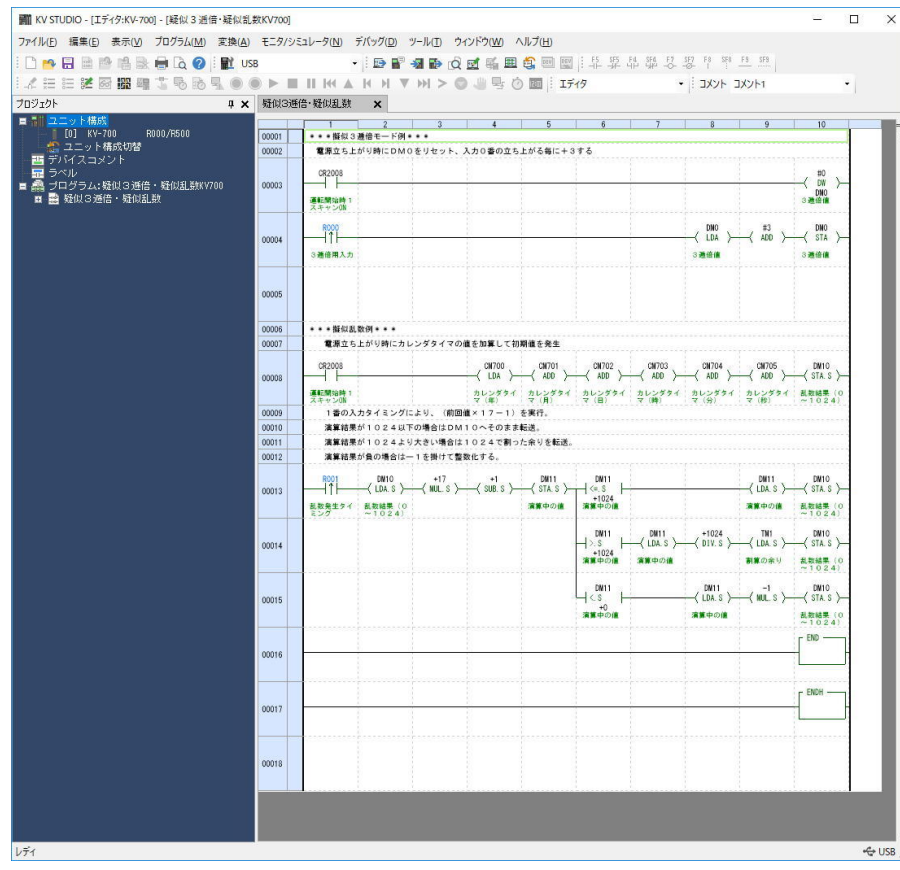 KV STUDIO - [エディタ:KV-700] - [疑似３逓倍・疑似乱数KV700]
ファイル(F) 編集(E) 表示(V) プログラム(M) 変換(A) モニタ/シミュレータ(N) デバッグ(D) ツール(T) ウィンドウ(W) ヘルプ(H)
USB
F5 SF5 F4 SF4 F7 SF7 F8 SF8 F9 SF9
エディタ コメント コメント1
プロジェクト
疑似3逓倍・疑似乱数
ユニット構成
[0] KV-700 R000/R500
ユニット構成切替
デバイスコメント
ラベル
プログラム:疑似３逓倍・疑似乱数KV700
疑似３逓倍・疑似乱数
1 2 3 4 5 6 7 8 9 10
00001 ＊＊＊擬似３逓倍モード例＊＊＊
00002 電源立ち上がり毎にＤＭ０をリセット、入力０番の立ち上がる毎に＋３する
CR2008 #0
00003 DW
DM0
運転開始時１スキャンON ３逓倍値
R000 DM0 #3 DM0
00004 LDA ADD STA
３逓倍用入力 ３逓倍値 ３逓倍値
00005
00006 ＊＊＊擬似乱数例＊＊＊
00007 電源立ち上がり時にカレンダタイマの値を加算して初期値を発生
CR2008 CM700 CM701 CM702 CM703 CM704 CM705 DM10
00008 LDA ADD ADD ADD ADD ADD STA.S
運転開始時１スキャンON カレンダタイマ（年） カレンダタイマ（月） カレンダタイマ（日） カレンダタイマ（時） カレンダタイマ（分） カレンダタイマ（秒） 乱数結果（０～１０２４）
00009 １番の入力タイミングにより、（前回値×１７－１）を実行。
00010 演算結果が１０２４以下の場合はＤＭ１０へそのまま転送。
00011 演算結果が１０２４より大きい場合は１０２４で割った余りを転送。
00012 演算結果が負の場合は－１を掛けて整数化する。
R001 DM10 +17 +1 DM11 DM11 DM11 DM10
00013 LDA.S MUL.S SUB.S STA.S <=.S LDA.S STA.S
+1024
乱数発生タイミング 乱数結果（０～１０２４） 演算中の値 演算中の値 演算中の値 乱数結果（０～１０２４）
DM11 DM11 +1024 TM1 DM10
00014 >.S LDA.S DIV.S LDA.S STA.S
+1024
演算中の値 演算中の値 割算の余り 乱数結果（０～１０２４）
DM11 DM11 -1 DM10
00015 <.S LDA.S MUL.S STA.S
+0
演算中の値 演算中の値 乱数結果（０～１０２４）
END
00016
ENDH
00017
00018
レディ USB